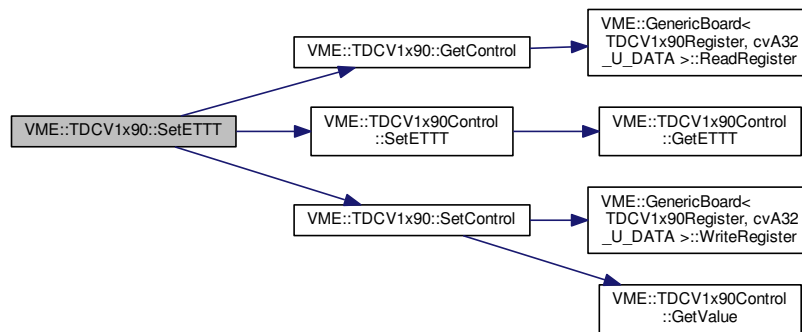 VME::TDCV1x90::SetETTT
VME::TDCV1x90::GetControl
VME::GenericBoard<
TDCV1x90Register, cvA32
_U_DATA >::ReadRegister
VME::TDCV1x90Control
::SetETTT
VME::TDCV1x90Control
::GetETTT
VME::TDCV1x90::SetControl
VME::GenericBoard<
TDCV1x90Register, cvA32
_U_DATA >::WriteRegister
VME::TDCV1x90Control
::GetValue